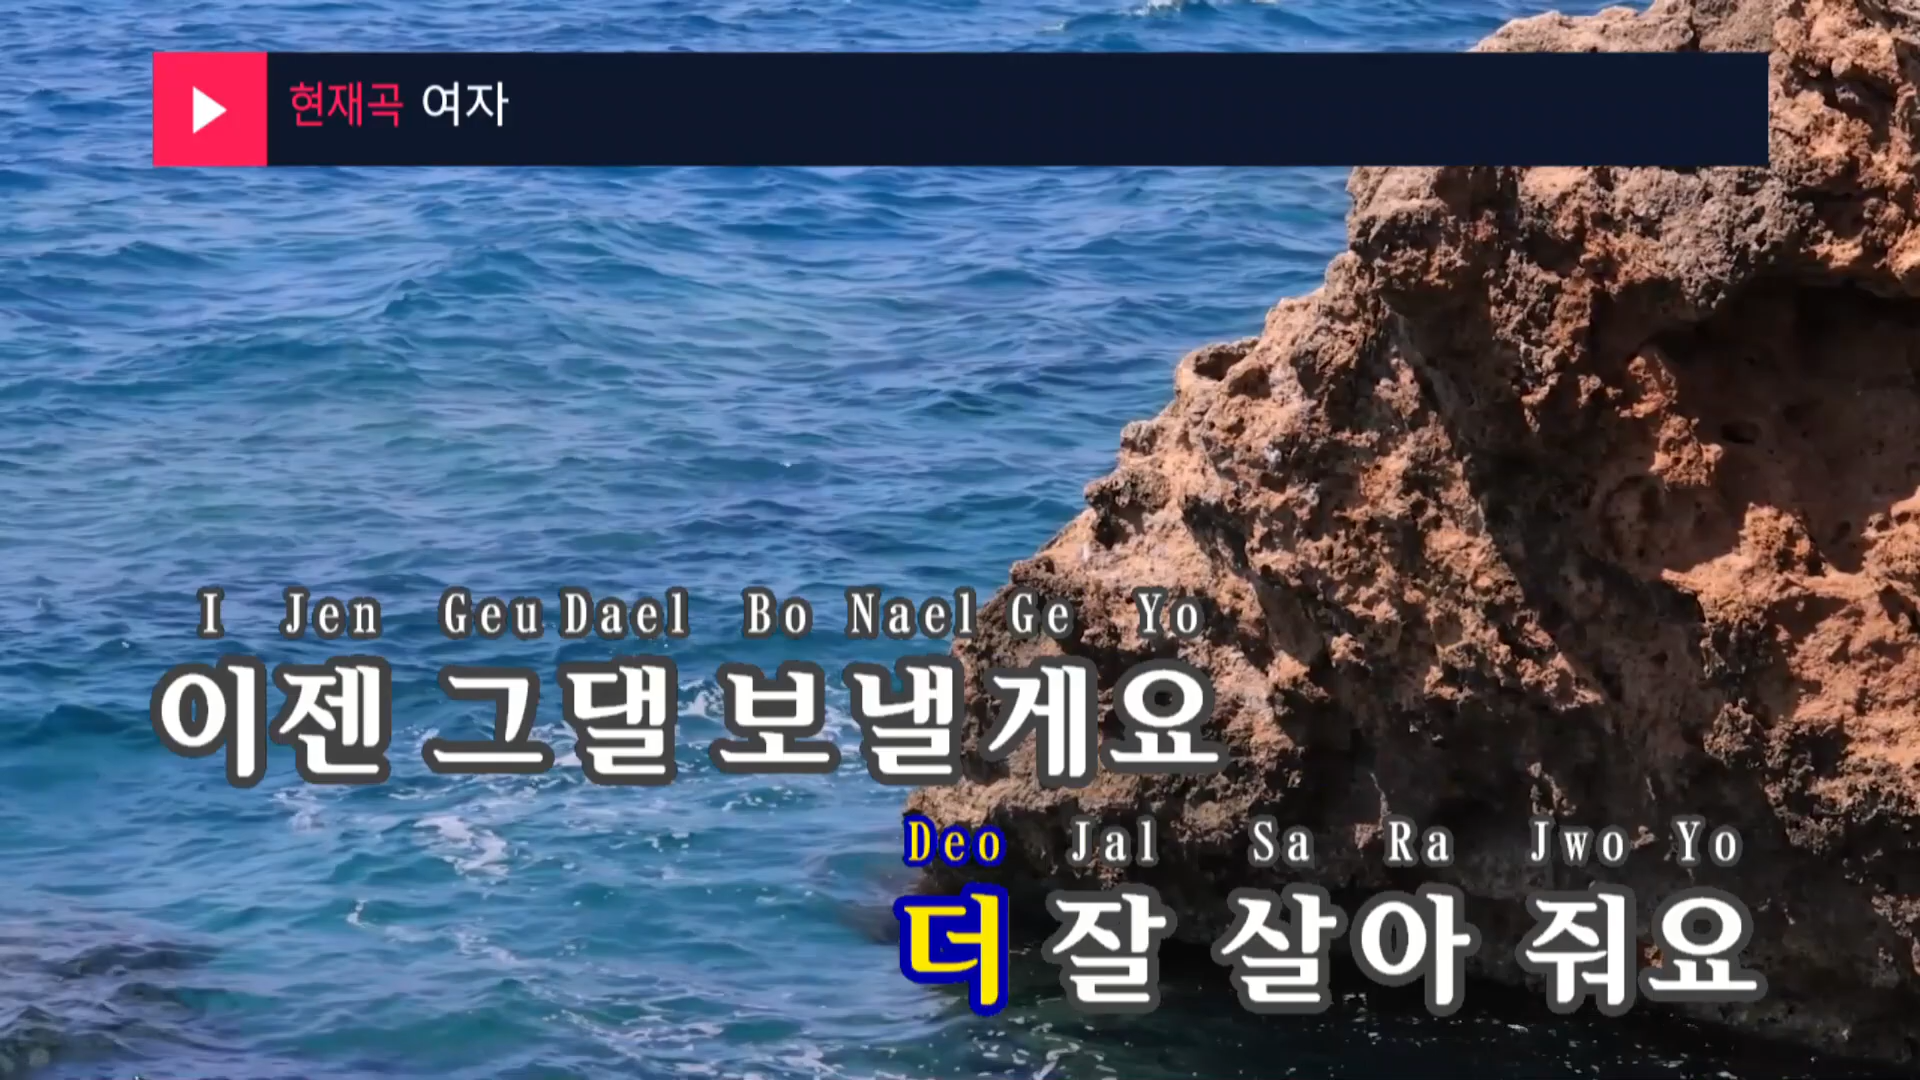 현재곡 여자
I Jen Geu Dael Bo Nael Ge Yo
이젠 그댈 보낼게요
Deo Jal Sa Ra Jwo Yo
더 잘 살아 줘요